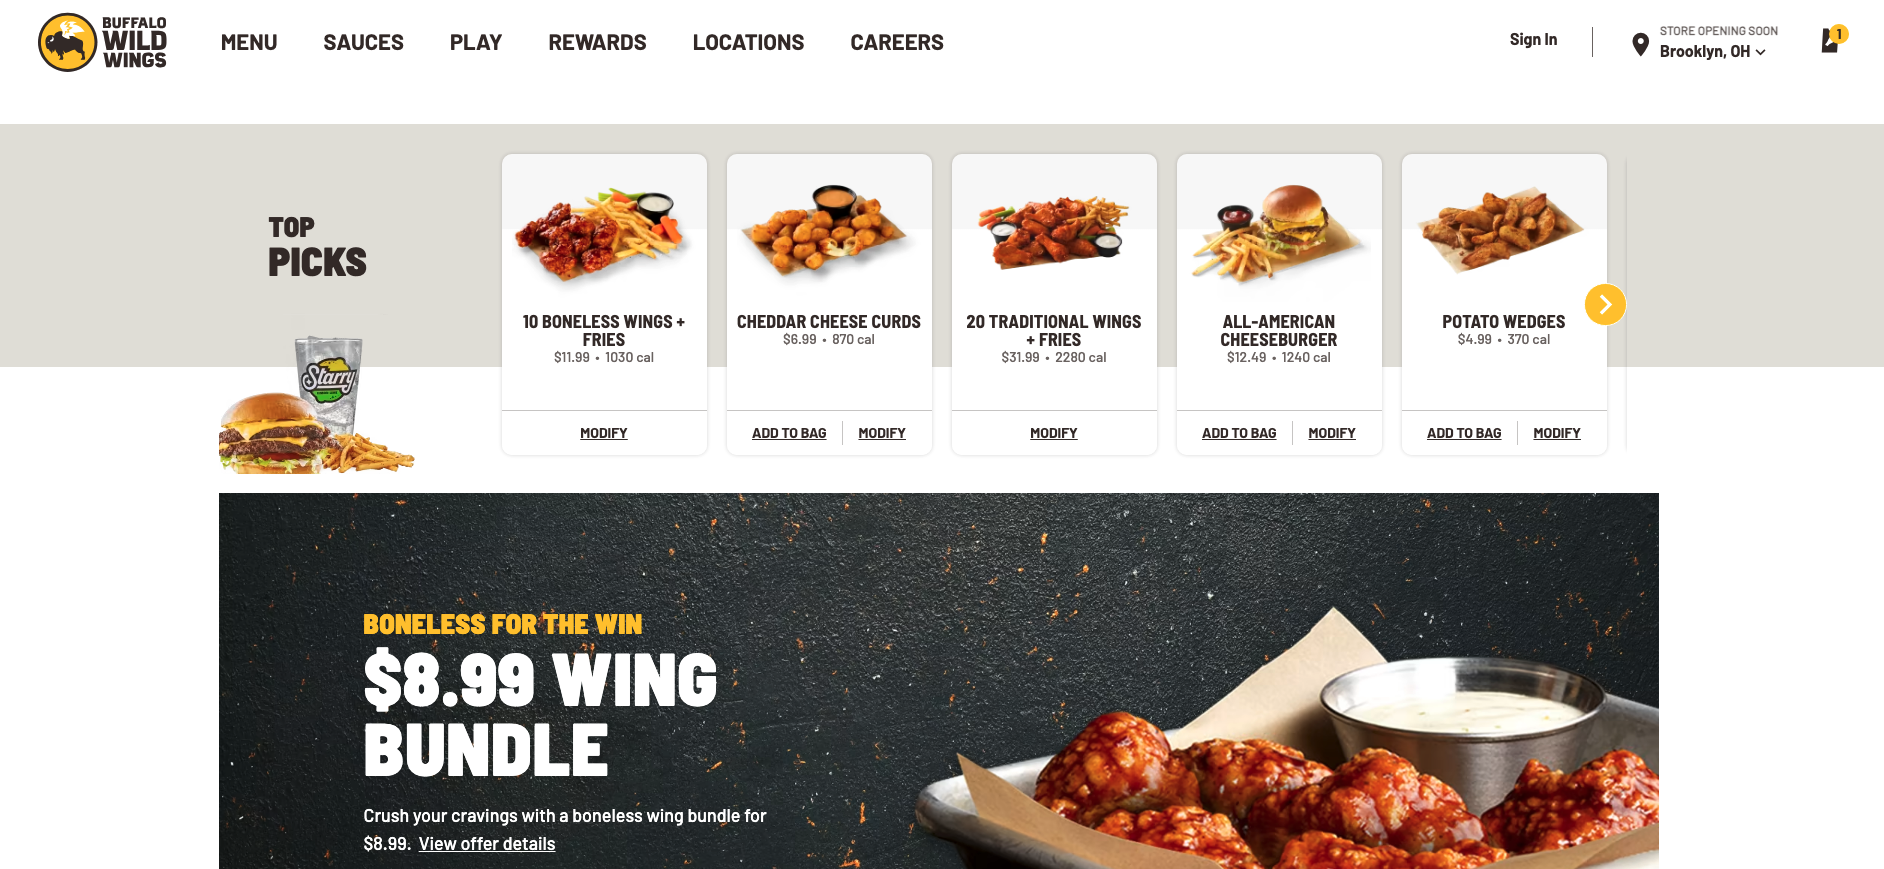 BUFFALO
WILD
WINGS
MENU
SAUCES
PLAY
REWARDS
LOCATIONS
CAREERS
Sign In
STORE OPENING SOON
Brooklyn, OH
1
TOP
PICKS
Starry
10 BONELESS WINGS +
FRIES
$11.99 • 1030 cal
MODIFY
CHEDDAR CHEESE CURDS
$6.99 • 870 cal
ADD TO BAG
MODIFY
20 TRADITIONAL WINGS
+ FRIES
$31.99 • 2280 cal
MODIFY
ALL-AMERICAN
CHEESEBURGER
$12.49 • 1240 cal
ADD TO BAG
MODIFY
POTATO WEDGES
$4.99 • 370 cal
ADD TO BAG
MODIFY
BONELESS FOR THE WIN
$8.99 WING
BUNDLE
Crush your cravings with a boneless wing bundle for
$8.99. View offer details